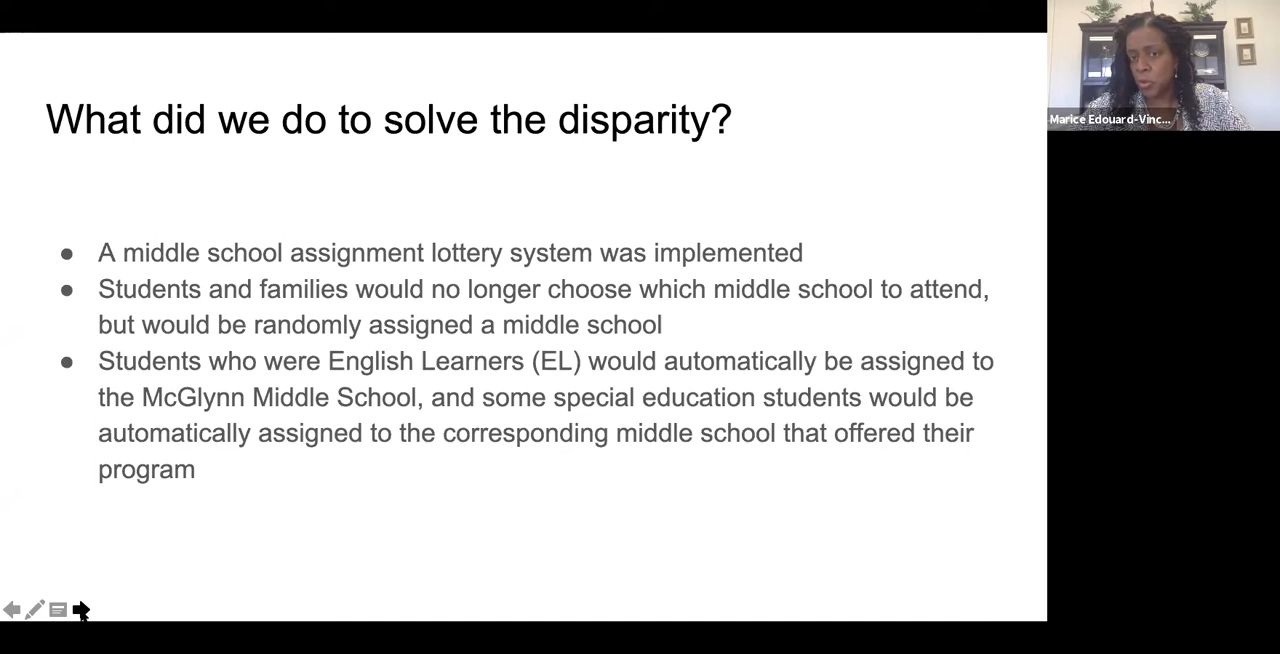 What did we do to solve the disparity?
Marice Edouard-Vinc...
● A middle school assignment lottery system was implemented
● Students and families would no longer choose which middle school to attend,
but would be randomly assigned a middle school
● Students who were English Learners (EL) would automatically be assigned to
the McGlynn Middle School, and some special education students would be
automatically assigned to the corresponding middle school that offered their
program